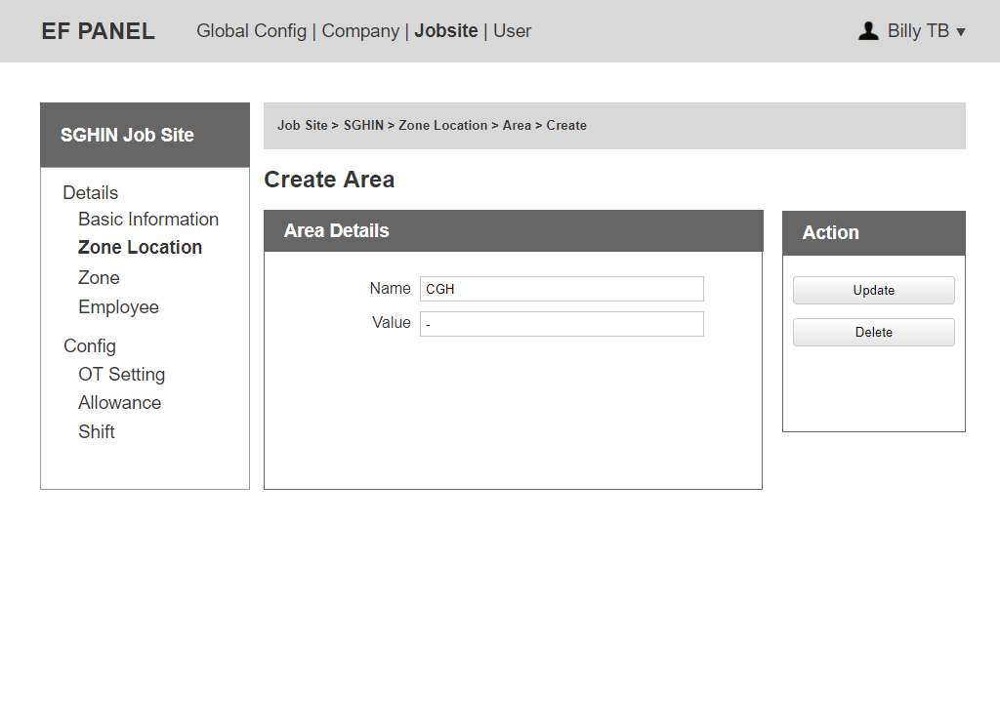 EF PANEL Global Config | Company | Jobsite | User Billy TB ▼
SGHIN Job Site
Details
Basic Information
Zone Location
Zone
Employee
Config
OT Setting
Allowance
Shift
Job Site > SGHIN > Zone Location > Area > Create
Create Area
Area Details
Name CGH
Value -
Action
Update
Delete